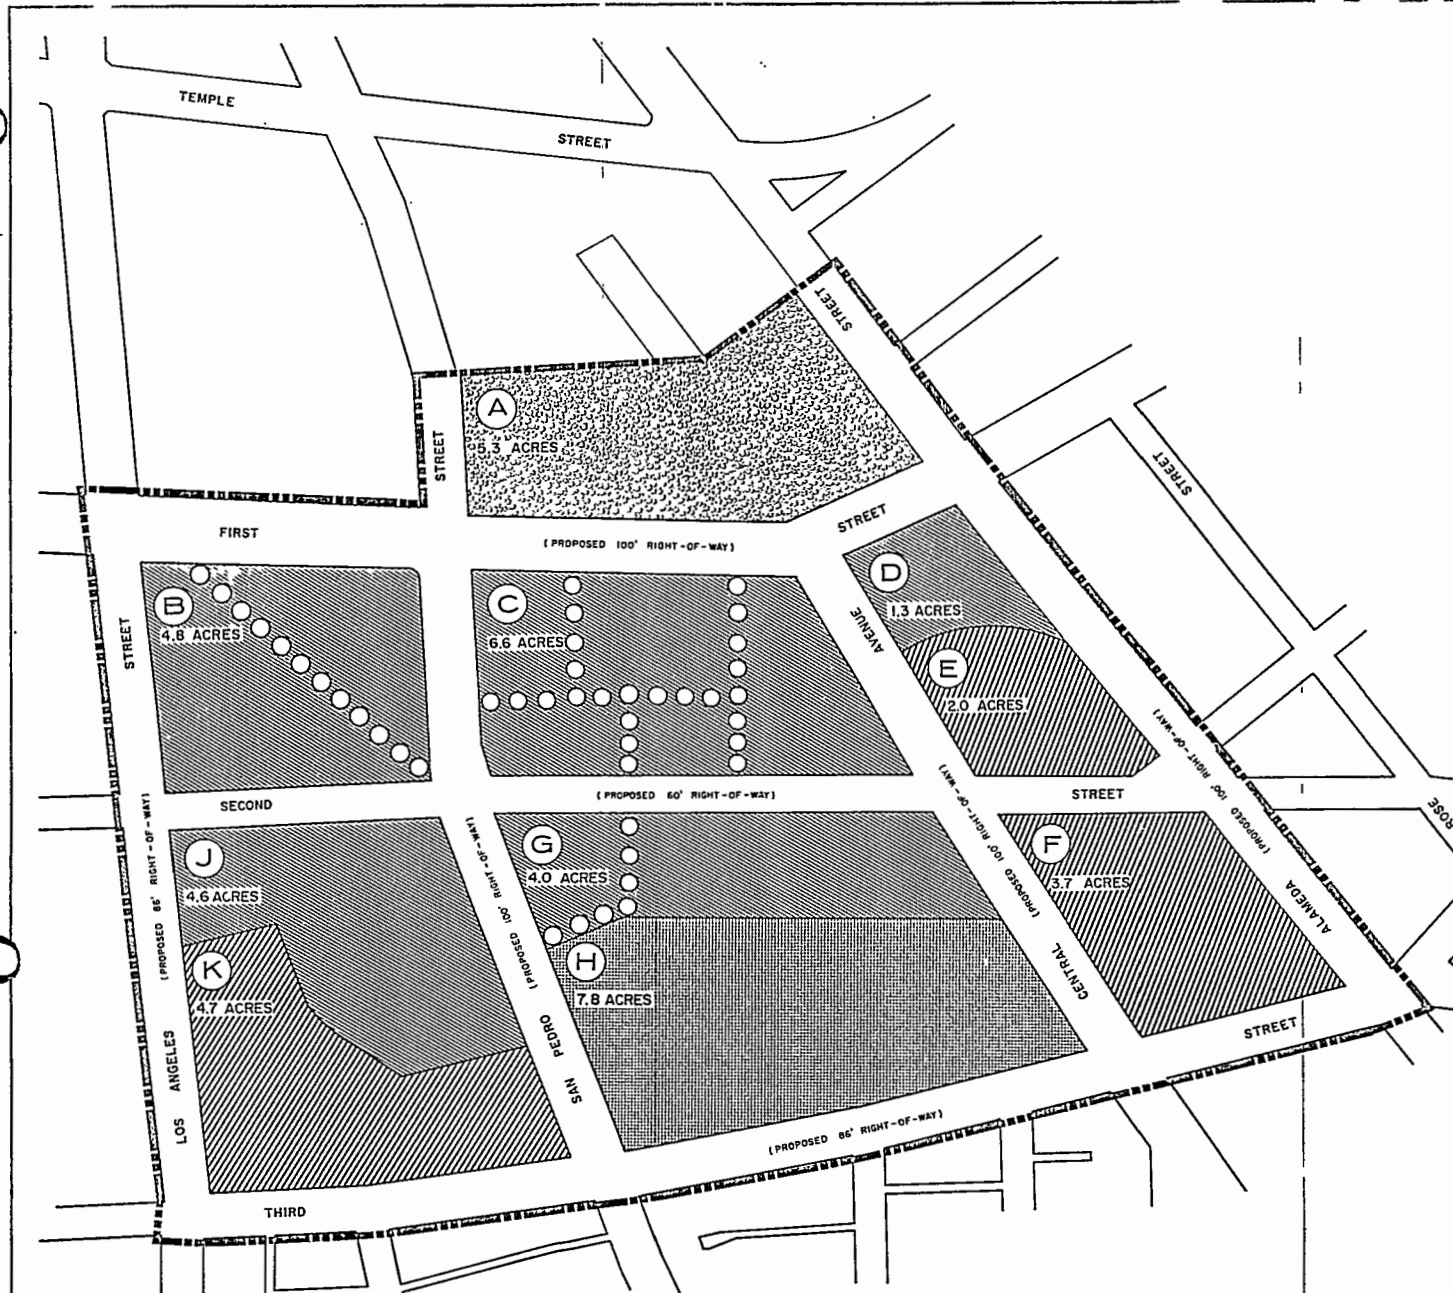 TEMPLE
STREET
STREET
A
5.3 ACRES
STREET
STREET
FIRST
(PROPOSED 100' RIGHT-OF-WAY)
STREET
B
4.8 ACRES
C
6.6 ACRES
D
1.3 ACRES
STREET
AVENUE
E
2.0 ACRES
SECOND
(PROPOSED 60' RIGHT-OF-WAY)
STREET
(PROPOSED 100' RIGHT-OF-WAY)
(PROPOSED 100' RIGHT-OF-WAY)
ROSE
J
4.6 ACRES
(PROPOSED 86' RIGHT-OF-WAY)
(PROPOSED 100' RIGHT-OF-WAY)
G
4.0 ACRES
F
3.7 ACRES
ALAMEDA
K
4.7 ACRES
H
7.8 ACRES
CENTRAL
STREET
LOS ANGELES
SAN PEDRO
(PROPOSED 86' RIGHT-OF-WAY)
THIRD